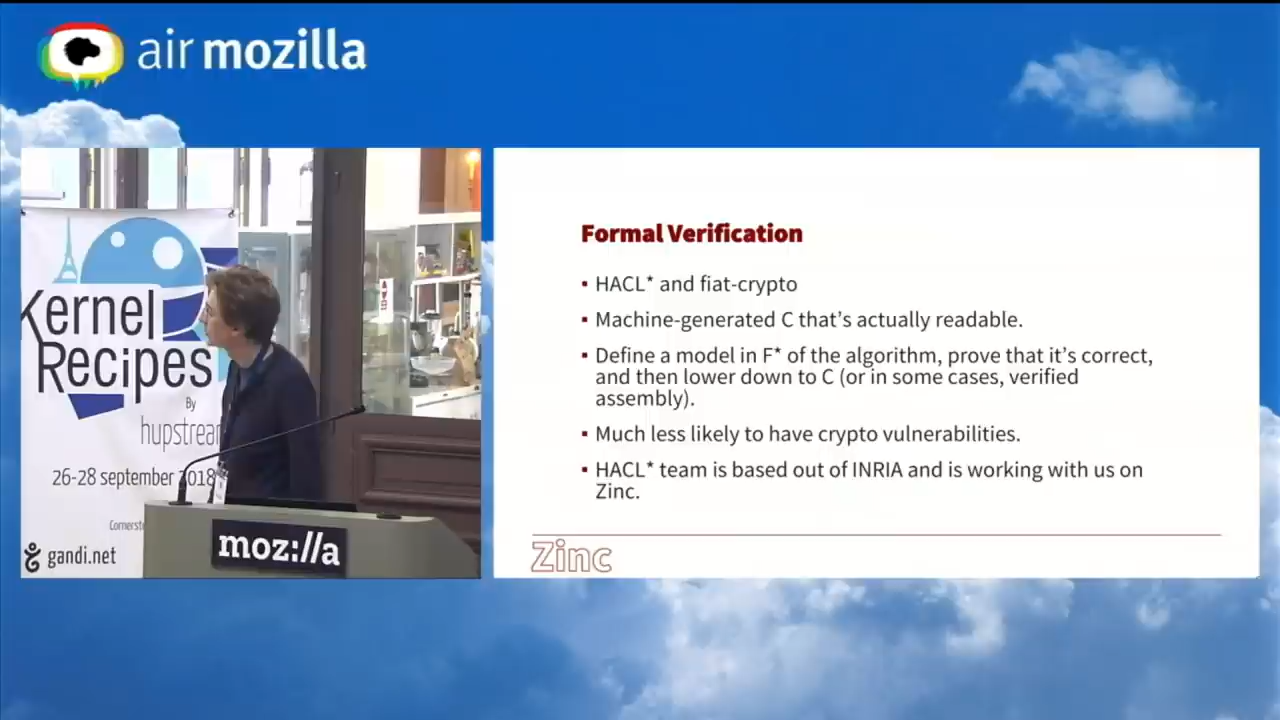 air mozilla
Kernel
Recipes
By
hupstream
26-28 september 2018
gandi.net
moz://a
Formal Verification
▪ HACL* and fiat-crypto
▪ Machine-generated C that's actually readable.
▪ Define a model in F* of the algorithm, prove that it's correct,
and then lower down to C (or in some cases, verified
assembly).
▪ Much less likely to have crypto vulnerabilities.
▪ HACL* team is based out of INRIA and is working with us on
Zinc.
Zinc